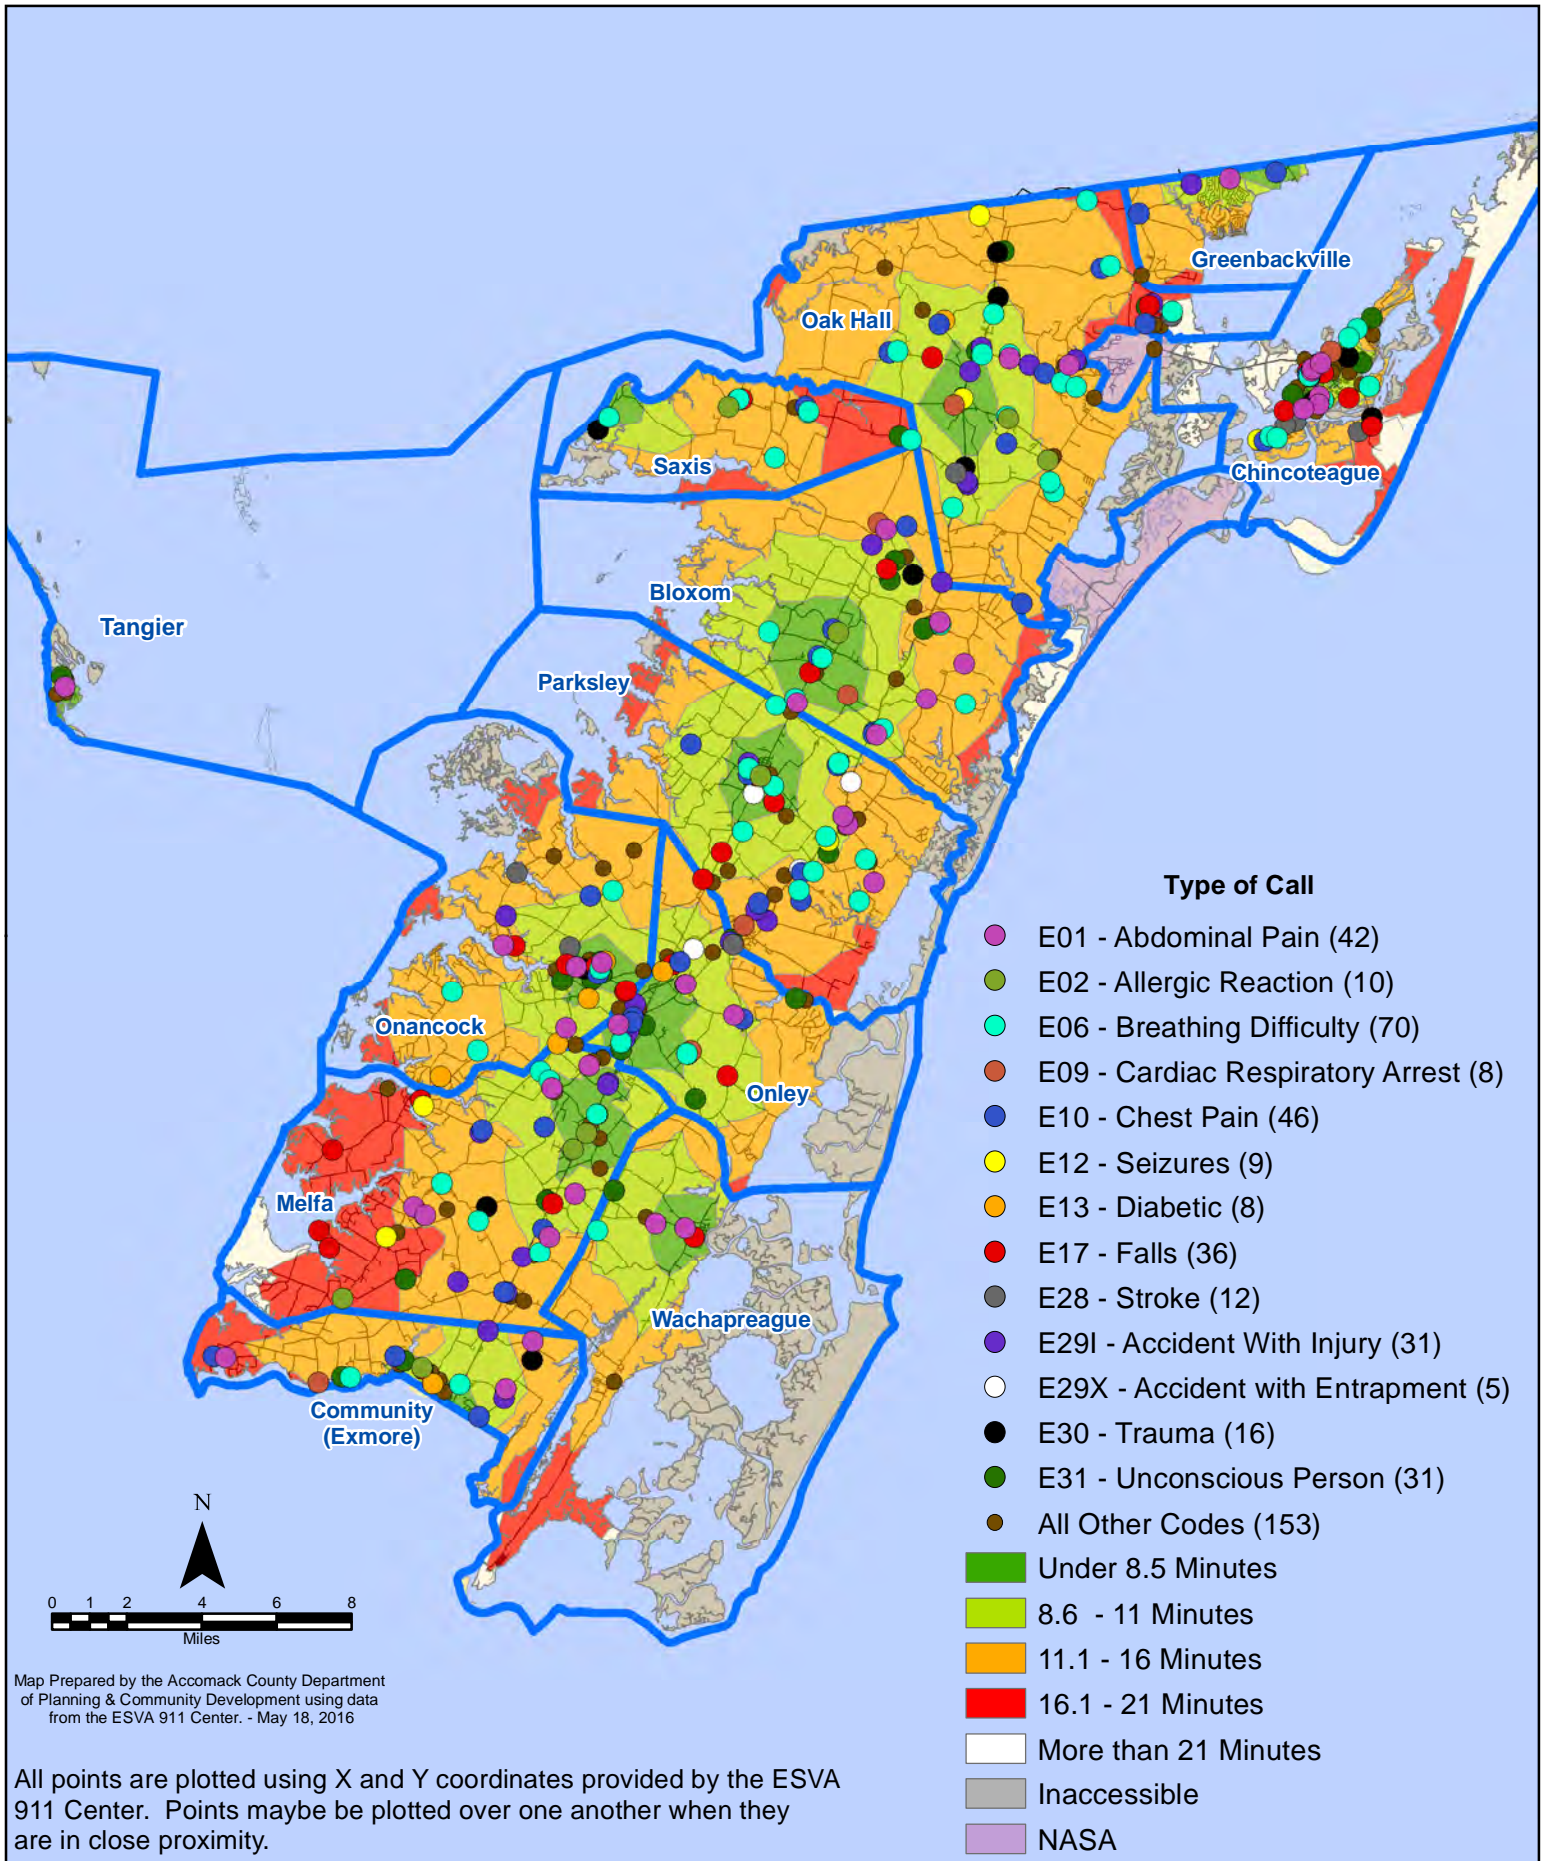 Greenbackville
Oak Hall
Saxis
Chincoteague
Bloxom
Tangier
Parksley
Onancock
Onley
Melfa
Wachapreague
Community
(Exmore)
Type of Call
E01 - Abdominal Pain (42)
E02 - Allergic Reaction (10)
E06 - Breathing Difficulty (70)
E09 - Cardiac Respiratory Arrest (8)
E10 - Chest Pain (46)
E12 - Seizures (9)
E13 - Diabetic (8)
E17 - Falls (36)
E28 - Stroke (12)
E29I - Accident With Injury (31)
E29X - Accident with Entrapment (5)
E30 - Trauma (16)
E31 - Unconscious Person (31)
All Other Codes (153)
Under 8.5 Minutes
8.6 - 11 Minutes
11.1 - 16 Minutes
16.1 - 21 Minutes
More than 21 Minutes
Inaccessible
NASA
N
0 1 2 4 6 8
Miles
Map Prepared by the Accomack County Department
of Planning & Community Development using data
from the ESVA 911 Center. - May 18, 2016
All points are plotted using X and Y coordinates provided by the ESVA
911 Center. Points maybe be plotted over one another when they
are in close proximity.